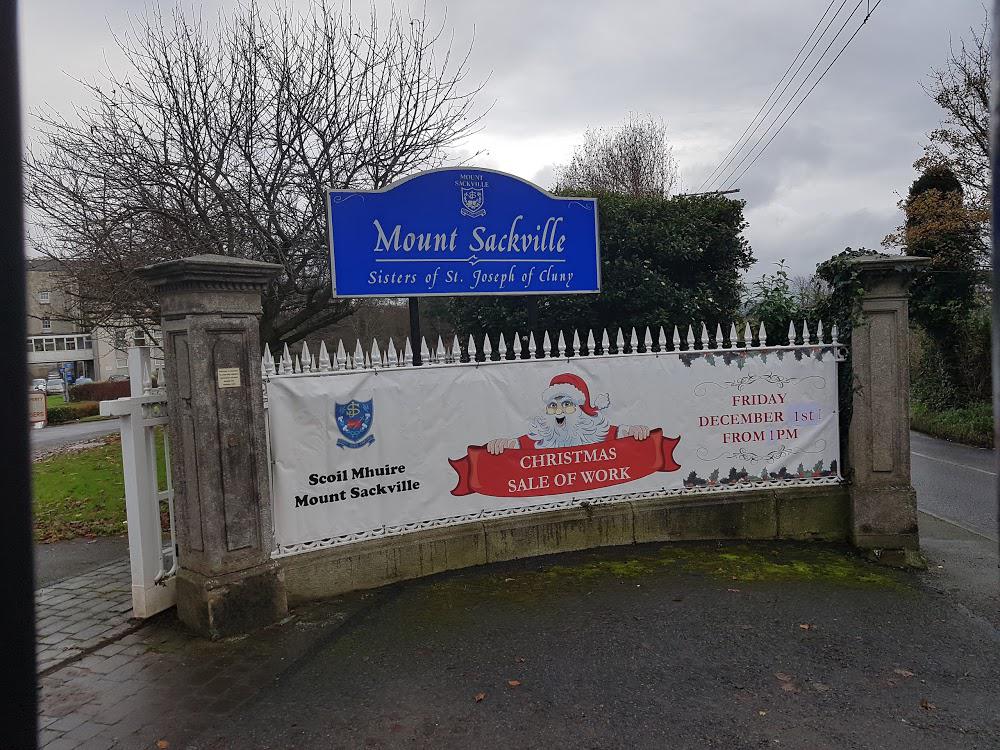 MOUNT
SACKVILLE
Mount Sackville
Sisters of St. Joseph of Cluny
Scoil Mhuire
Mount Sackville
CHRISTMAS
SALE OF WORK
FRIDAY
DECEMBER 1st
FROM 1PM